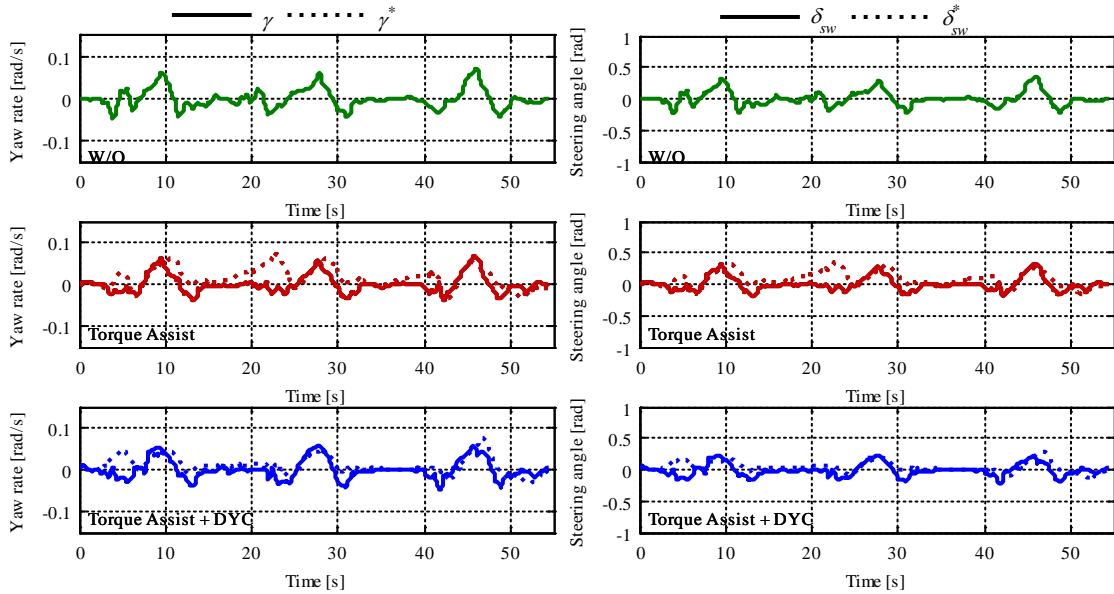 γ γ*
δsw δ*sw
Yaw rate [rad/s]
0.1
0
-0.1
W/O
0 10 20 30 40 50
Time [s]
Steering angle [rad]
1
0.5
0
-0.5
-1
W/O
0 10 20 30 40 50
Time [s]
Yaw rate [rad/s]
0.1
0
-0.1
Torque Assist
0 10 20 30 40 50
Time [s]
Steering angle [rad]
1
0.5
0
-0.5
-1
Torque Assist
0 10 20 30 40 50
Time [s]
Yaw rate [rad/s]
0.1
0
-0.1
Torque Assist + DYC
0 10 20 30 40 50
Time [s]
Steering angle [rad]
1
0.5
0
-0.5
-1
Torque Assist + DYC
0 10 20 30 40 50
Time [s]